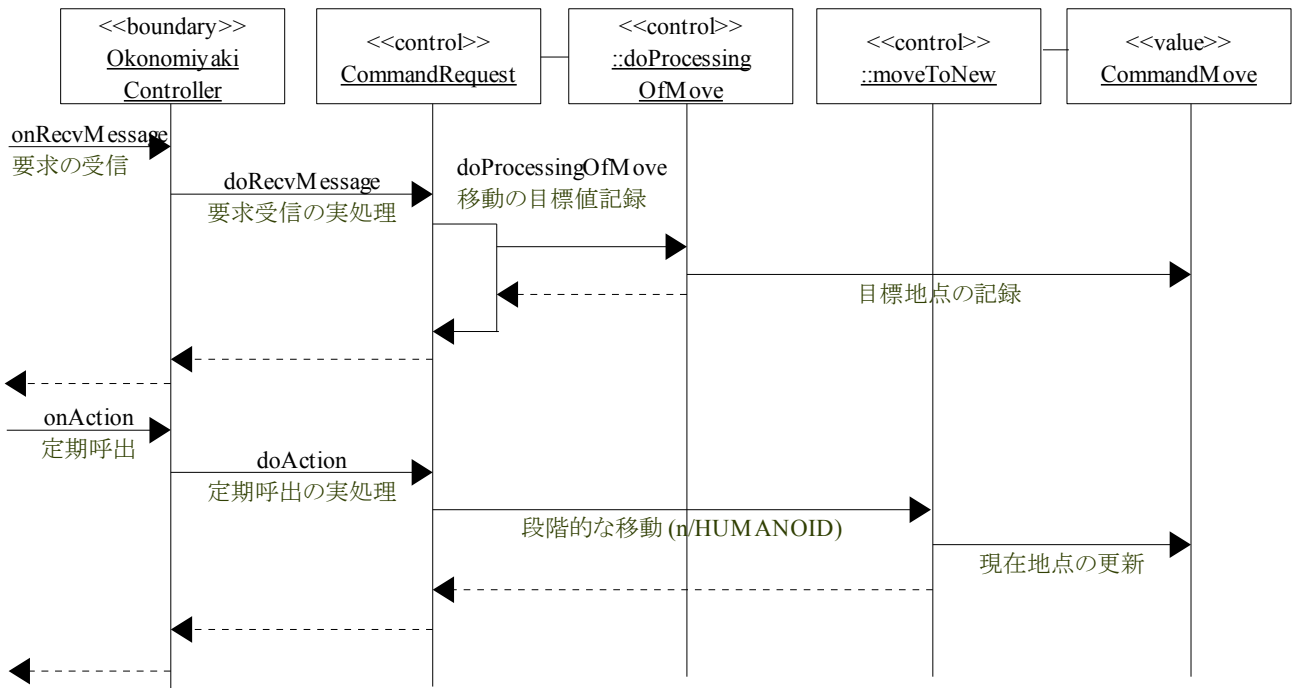 <<boundary>>
Okonomiyaki
Controller
<<control>>
CommandRequest
<<control>>
::doProcessing
OfMove
<<control>>
::moveToNew
<<value>>
CommandMove
onRecvMessage
要求の受信
doRecvMessage
要求受信の実処理
doProcessingOfMove
移動の目標値記録
目標地点の記録
onAction
定期呼出
doAction
定期呼出の実処理
段階的な移動 (n/HUMANOID)
現在地点の更新